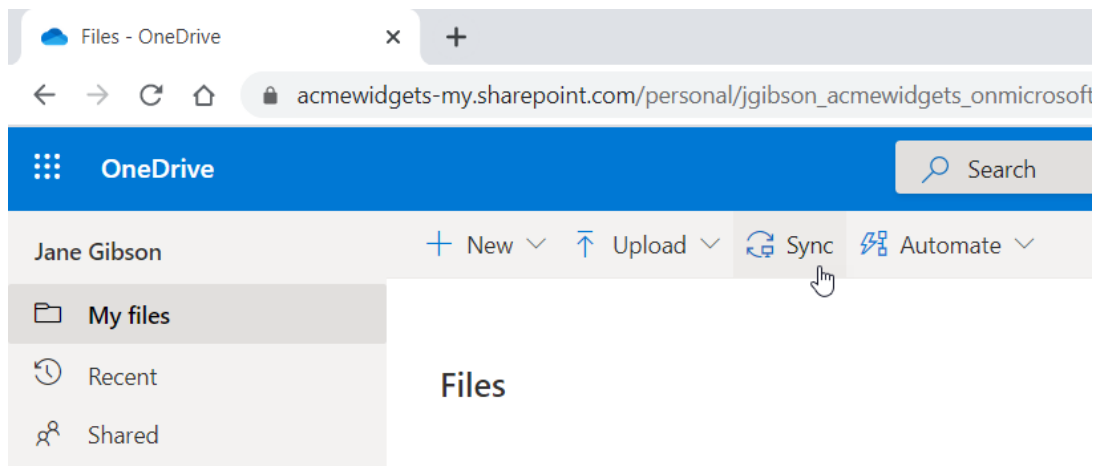 Files - OneDrive
acmewidgets-my.sharepoint.com/personal/jgibson_acmewidgets_onmicrosoft
OneDrive
Search
Jane Gibson
New
Upload
Sync
Automate
My files
Recent
Shared
Files